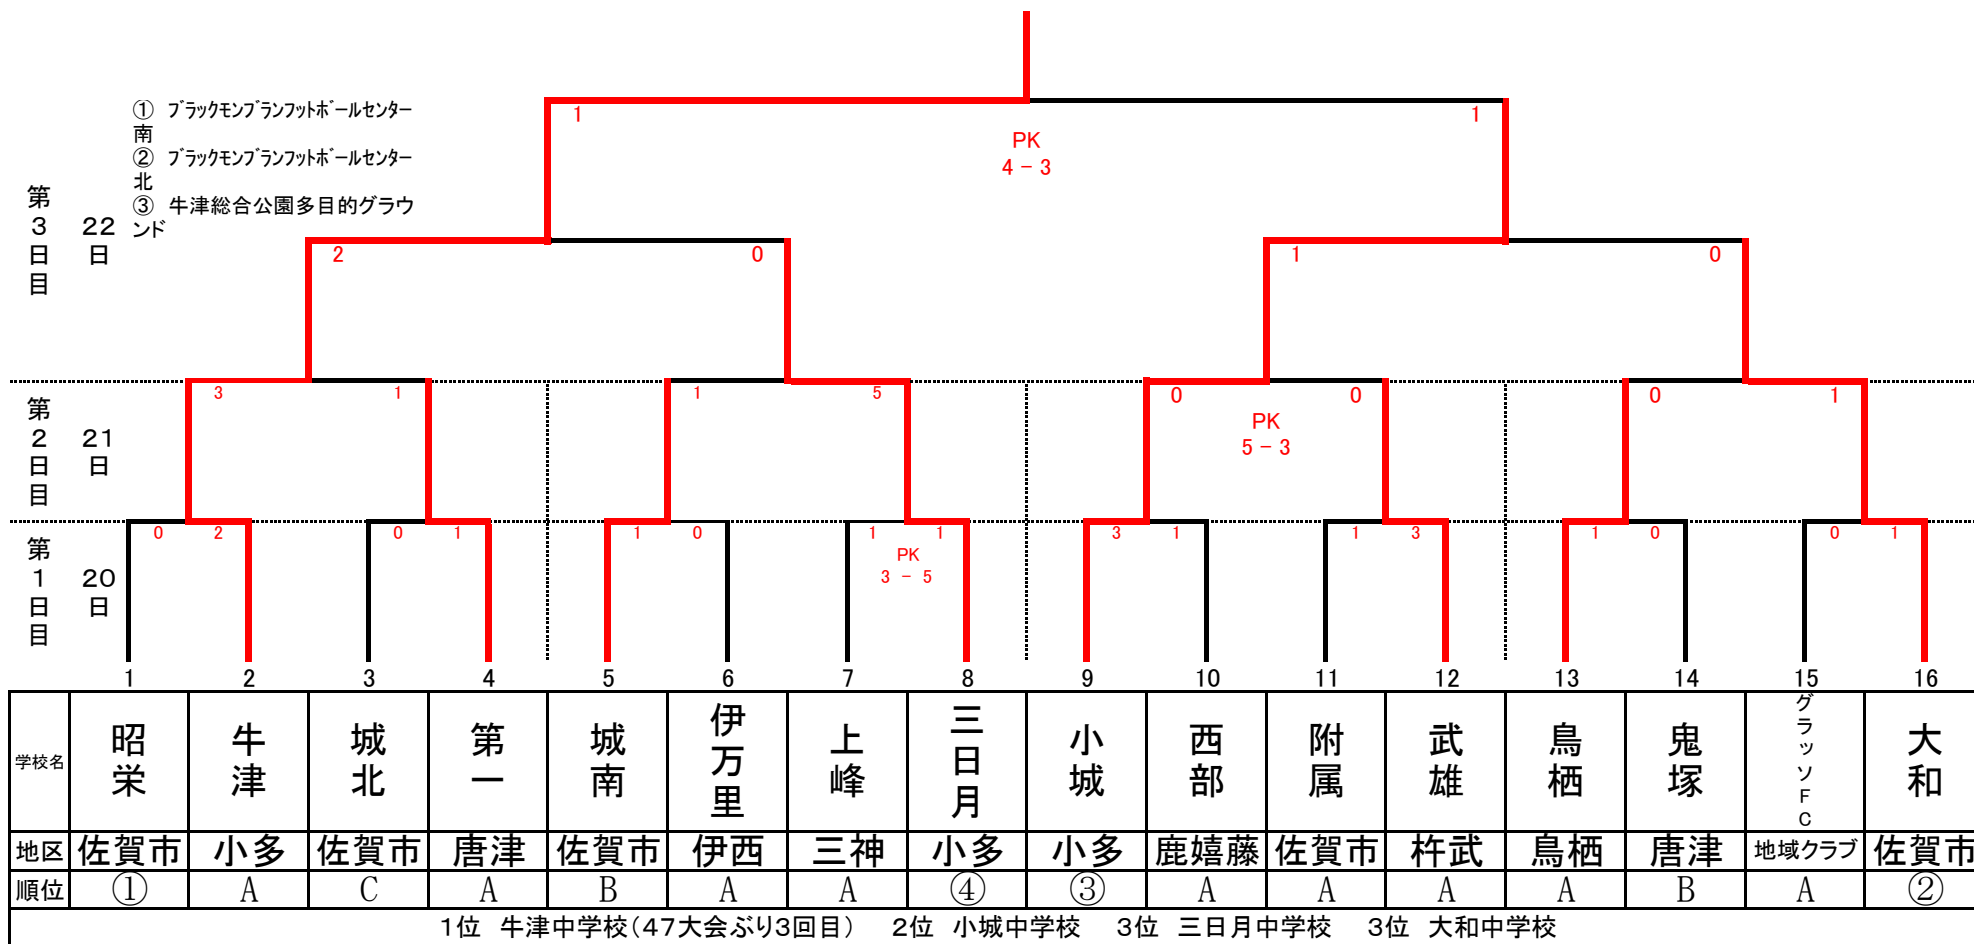 ① ブラックモンブランフットボールセンター
南
② ブラックモンブランフットボールセンター
北
③ 牛津総合公園多目的グラウ
ンド
第3日目 22日
第2日目 21日
第1日目 20日
1 1
PK
4 - 3
2 0 1 0
3 1 1 5 0 0 0 1
PK
5 - 3
0 2 0 1 1 0 1 1 3 1 1 3 1 0 0 1
PK
3 - 5
1 2 3 4 5 6 7 8 9 10 11 12 13 14 15 16
学校名 昭栄 牛津 城北 第一 城南 伊万里 上峰 三日月 小城 西部 附属 武雄 鳥栖 鬼塚 グラッソFC 大和
地区 佐賀市 小多 佐賀市 唐津 佐賀市 伊西 三神 小多 小多 鹿嬉藤 佐賀市 杵武 鳥栖 唐津 地域クラブ 佐賀市
順位 ① A C A B A A ④ ③ A A A A B A ②
1位 牛津中学校(47大会ぶり3回目) 2位 小城中学校 3位 三日月中学校 3位 大和中学校